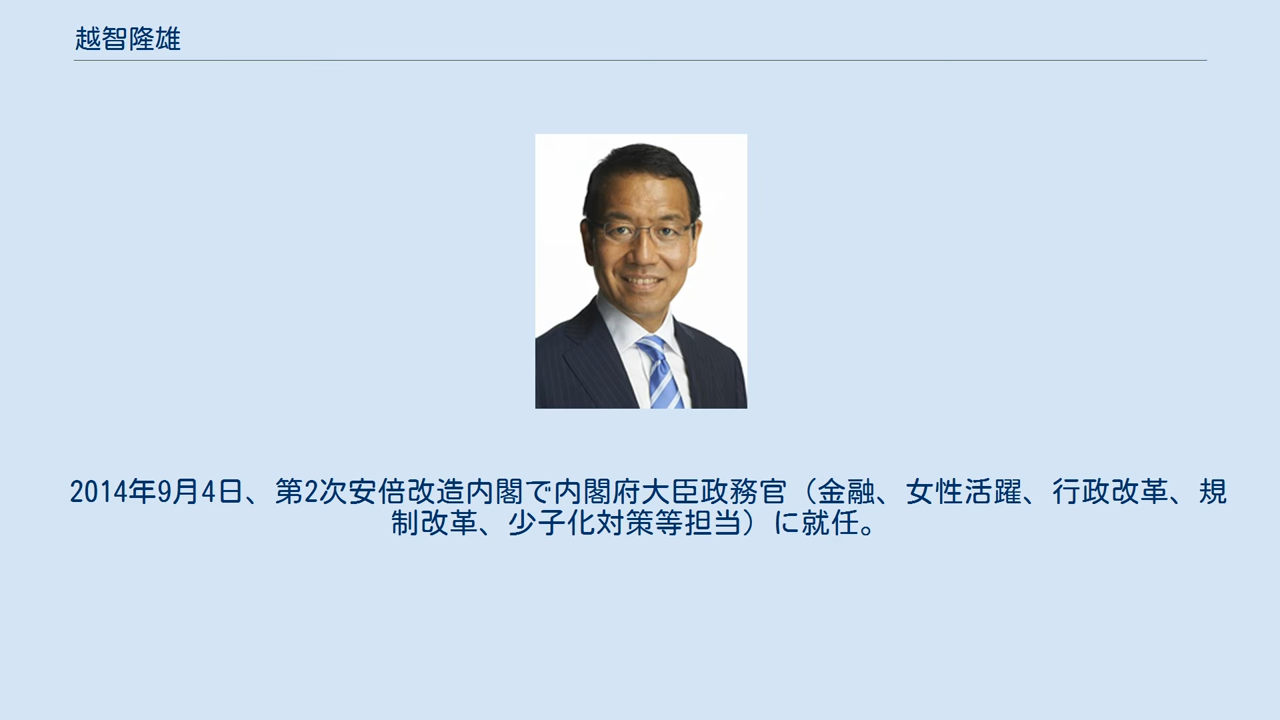 越智隆雄
2014年9月4日、第2次安倍改造内閣で内閣府大臣政務官（金融、女性活躍、行政改革、規
制改革、少子化対策等担当）に就任。